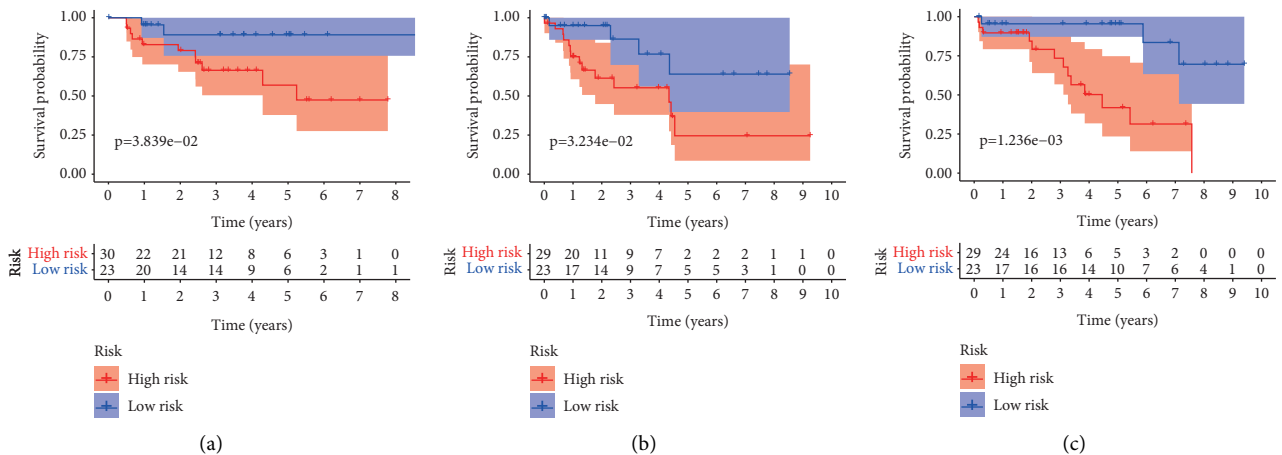 Survival probability
1.00
0.75
0.50
0.25
0.00
p=3.839e−02
0 1 2 3 4 5 6 7 8
Time (years)
Risk
High risk 30 22 21 12 8 6 3 1 0
Low risk 23 20 14 14 9 6 2 1 1
0 1 2 3 4 5 6 7 8
Time (years)
Risk
High risk
Low risk
(a)
Survival probability
1.00
0.75
0.50
0.25
0.00
p=3.234e−02
0 1 2 3 4 5 6 7 8 9 10
Time (years)
Risk
High risk 29 20 11 9 7 2 2 2 1 1 0
Low risk 23 17 14 9 7 5 5 3 1 0 0
0 1 2 3 4 5 6 7 8 9 10
Time (years)
Risk
High risk
Low risk
(b)
Survival probability
1.00
0.75
0.50
0.25
0.00
p=1.236e−03
0 1 2 3 4 5 6 7 8 9 10
Time (years)
Risk
High risk 29 24 16 13 6 5 3 2 0 0 0
Low risk 23 17 16 16 14 10 7 6 4 1 0
0 1 2 3 4 5 6 7 8 9 10
Time (years)
Risk
High risk
Low risk
(c)